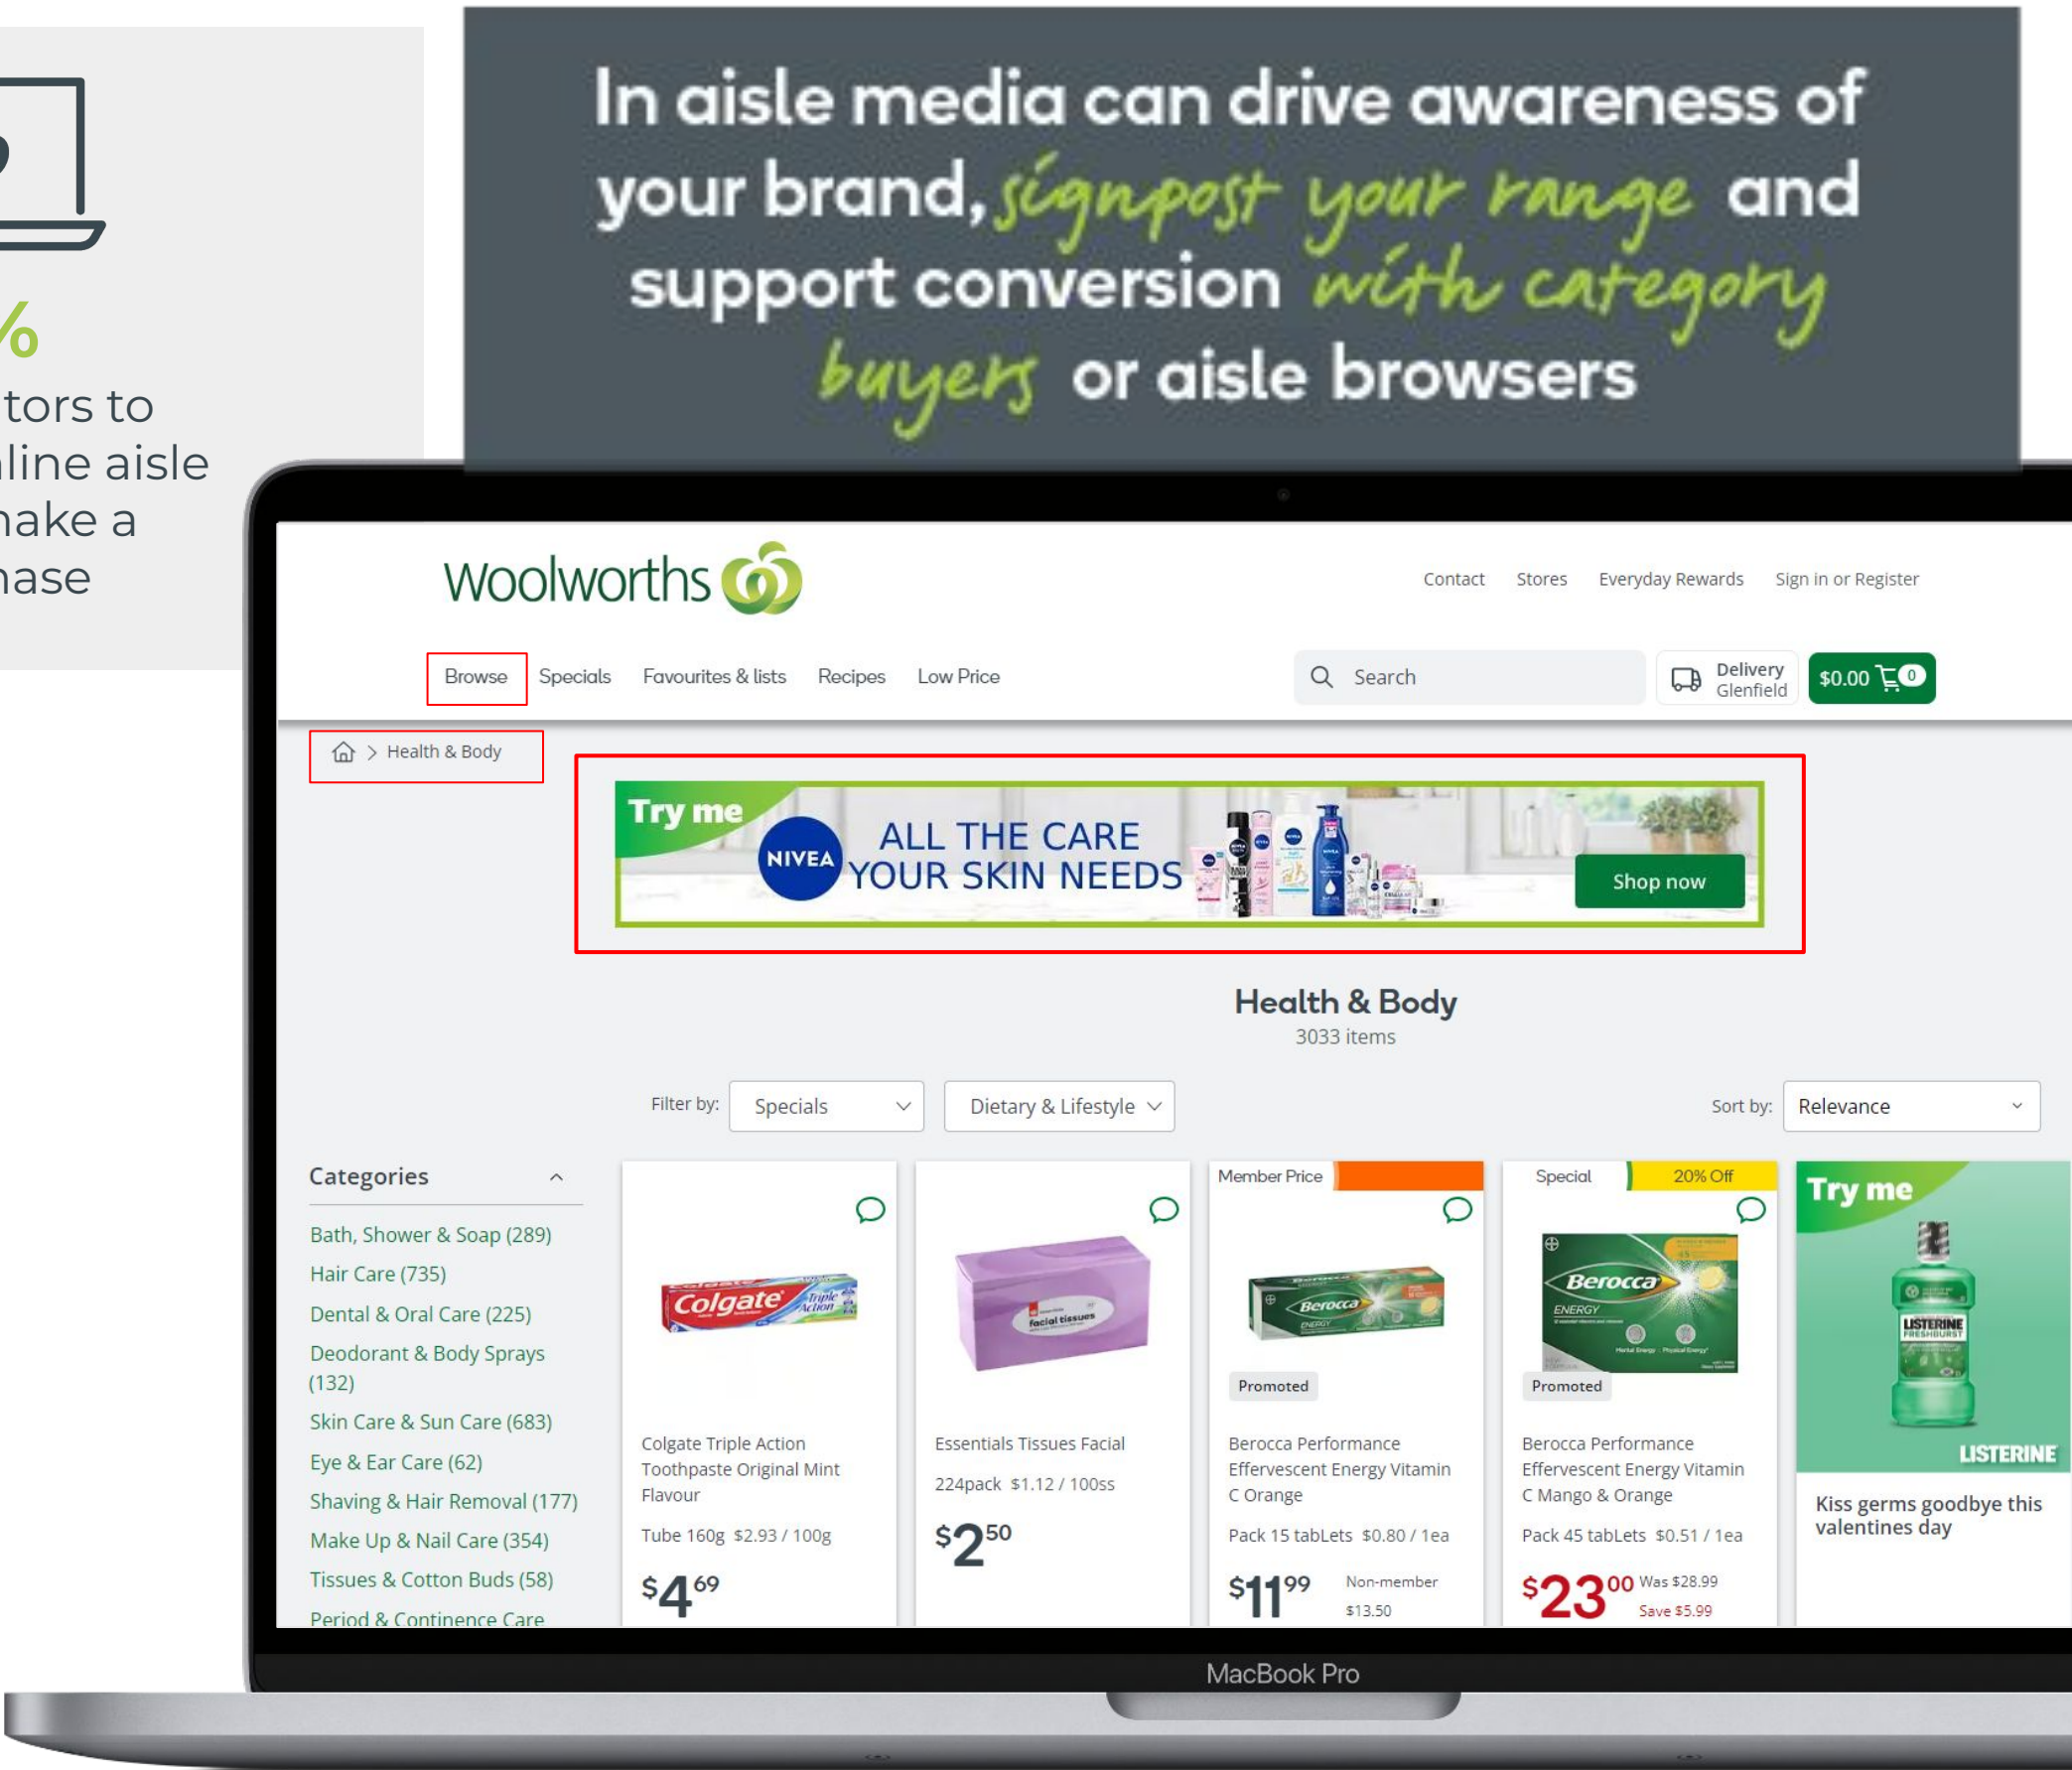 In aisle media can drive awareness of
your brand, signpost your range and
support conversion with category
buyers or aisle browsers
%
tors to
line aisle
make a
hase
Woolworths
Contact Stores Everyday Rewards Sign in or Register
Browse Specials Favourites & lists Recipes Low Price
Search
Delivery
Glenfield
$0.00 0
> Health & Body
Try me
NIVEA
ALL THE CARE
YOUR SKIN NEEDS
Shop now
Health & Body
3033 items
Filter by: Specials Dietary & Lifestyle
Sort by: Relevance
Categories
Bath, Shower & Soap (289)
Hair Care (735)
Dental & Oral Care (225)
Deodorant & Body Sprays
(132)
Skin Care & Sun Care (683)
Eye & Ear Care (62)
Shaving & Hair Removal (177)
Make Up & Nail Care (354)
Tissues & Cotton Buds (58)
Period & Continence Care
Colgate Triple Action
Colgate Triple Action
Toothpaste Original Mint
Flavour
Tube 160g $2.93 / 100g
$4 69
facial tissues
Essentials Tissues Facial
224pack $1.12 / 100ss
$2 50
Member Price
Berocca
ENERGY
Promoted
Berocca Performance
Effervescent Energy Vitamin
C Orange
Pack 15 tabLets $0.80 / 1ea
$11 99
Non-member
$13.50
Special 20% Off
Berocca
ENERGY
Mental Energy Physical Energy
Promoted
Berocca Performance
Effervescent Energy Vitamin
C Mango & Orange
Pack 45 tabLets $0.51 / 1ea
$23 00
Was $28.99
Save $5.99
Try me
LISTERINE
FRESHBURST
LISTERINE
Kiss germs goodbye this
valentines day
MacBook Pro